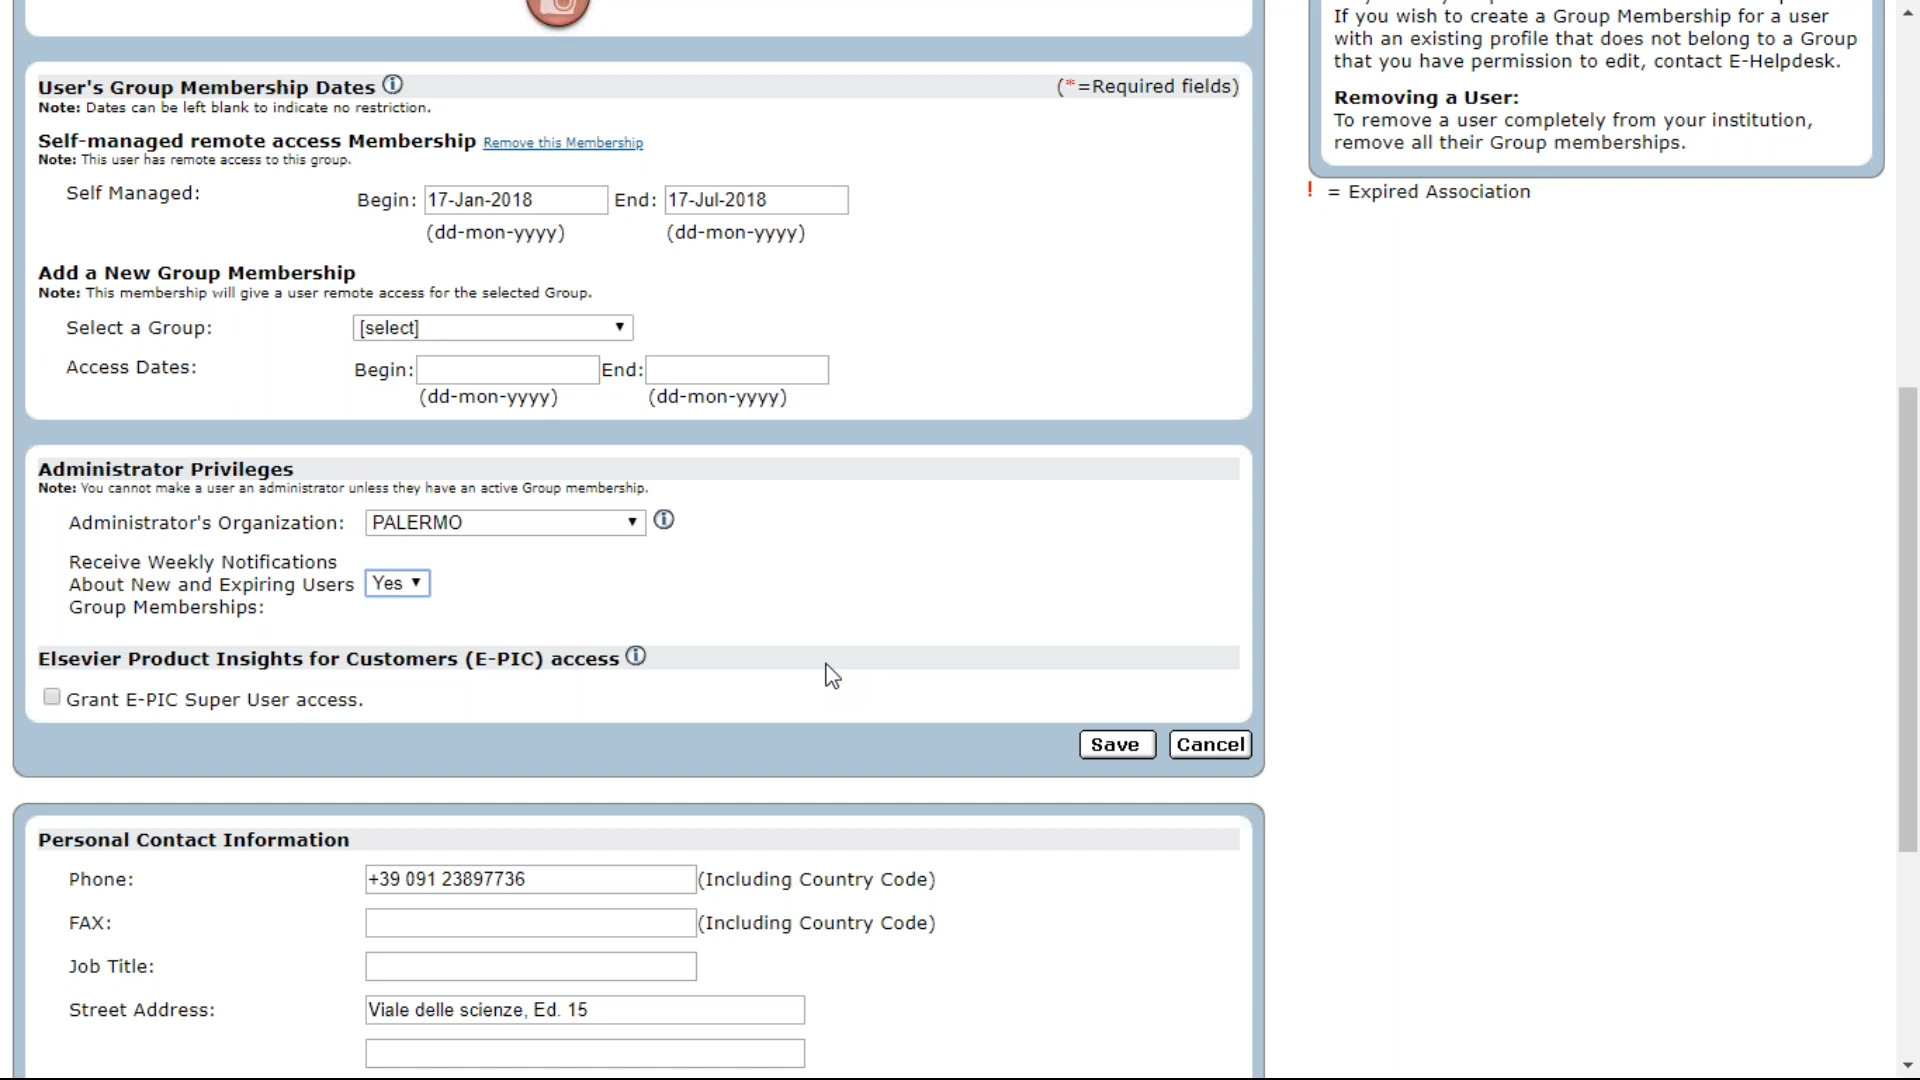 If you wish to create a Group Membership for a user
with an existing profile that does not belong to a Group
that you have permission to edit, contact E-Helpdesk.
Removing a User:
To remove a user completely from your institution,
remove all their Group memberships.
! = Expired Association
User's Group Membership Dates
(*=Required fields)
Note: Dates can be left blank to indicate no restriction.
Self-managed remote access Membership Remove this Membership
Note: This user has remote access to this group.
Self Managed: Begin: 17-Jan-2018 End: 17-Jul-2018
(dd-mon-yyyy) (dd-mon-yyyy)
Add a New Group Membership
Note: This membership will give a user remote access for the selected Group.
Select a Group: [select]
Access Dates: Begin: End:
(dd-mon-yyyy) (dd-mon-yyyy)
Administrator Privileges
Note: You cannot make a user an administrator unless they have an active Group membership.
Administrator's Organization: PALERMO
Receive Weekly Notifications
About New and Expiring Users Yes
Group Memberships:
Elsevier Product Insights for Customers (E-PIC) access
Grant E-PIC Super User access.
Save Cancel
Personal Contact Information
Phone: +39 091 23897736 (Including Country Code)
FAX: (Including Country Code)
Job Title:
Street Address: Viale delle scienze, Ed. 15